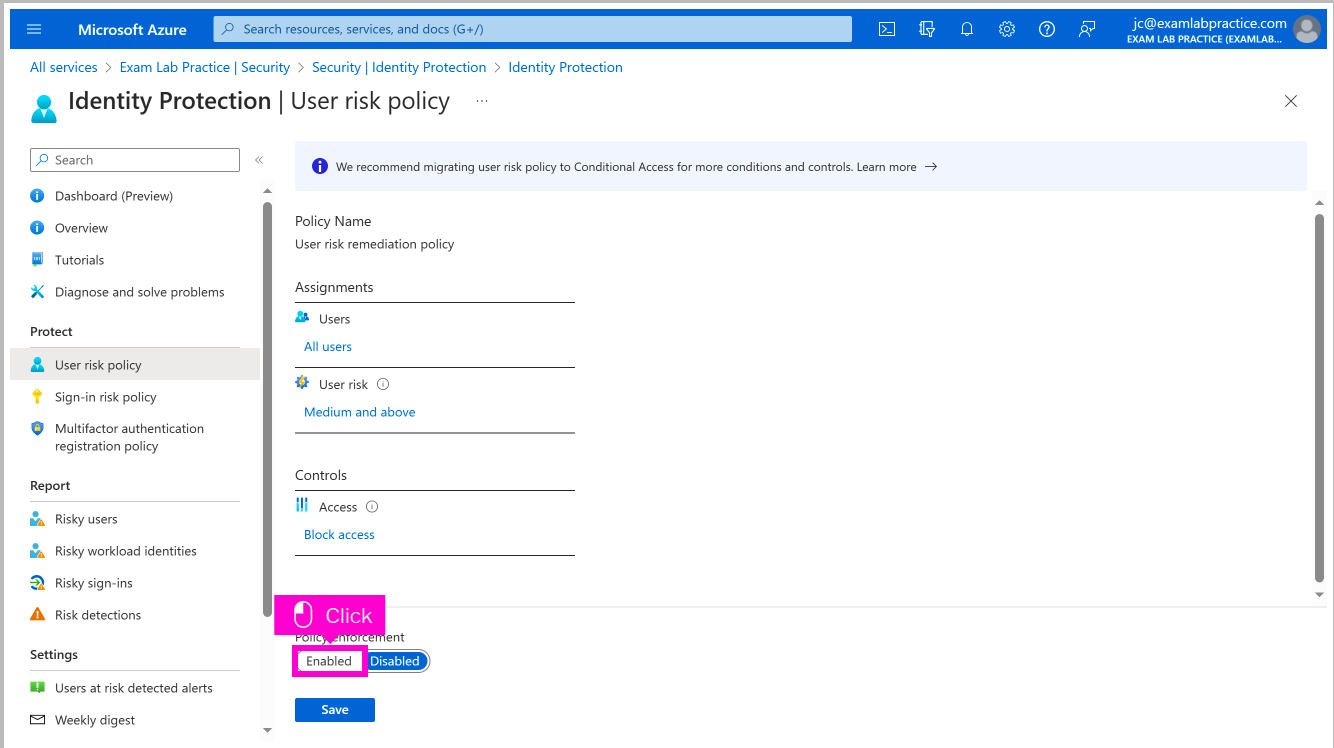 Microsoft Azure
Search resources, services, and docs (G+/)
jc@examlabpractice.com
EXAM LAB PRACTICE (EXAMLAB...
All services > Exam Lab Practice | Security > Security | Identity Protection > Identity Protection
Identity Protection | User risk policy ...
Search «
Dashboard (Preview)
Overview
Tutorials
Diagnose and solve problems
Protect
User risk policy
Sign-in risk policy
Multifactor authentication
registration policy
Report
Risky users
Risky workload identities
Risky sign-ins
Risk detections
Settings
Users at risk detected alerts
Weekly digest
We recommend migrating user risk policy to Conditional Access for more conditions and controls. Learn more →
Policy Name
User risk remediation policy
Assignments
Users
All users
User risk
Medium and above
Controls
Access
Block access
Click
Policy enforcement
Enabled Disabled
Save